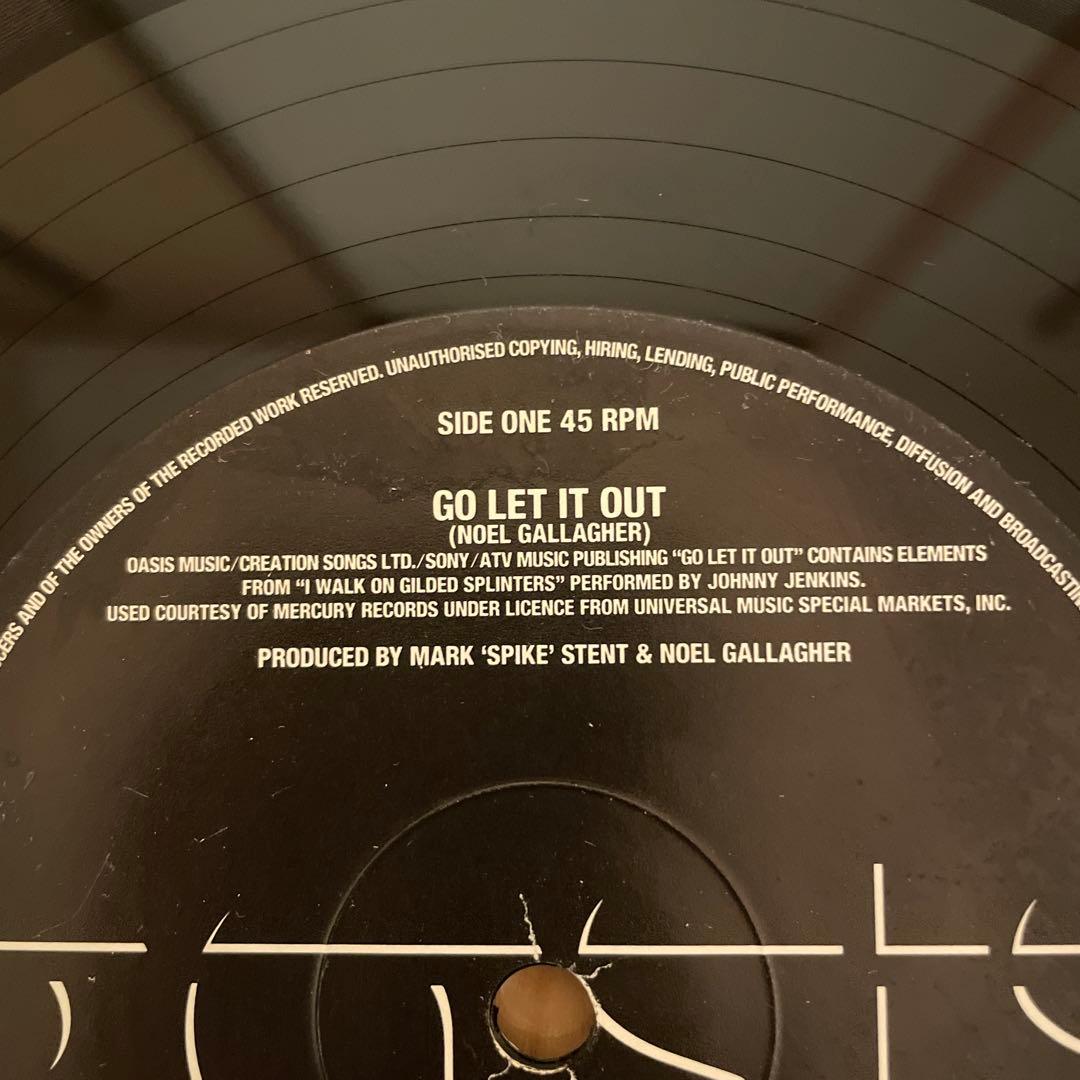 CERS AND OF THE OWNERS OF THE RECORDED WORK RESERVED. UNAUTHORISED COPYING, HIRING, LENDING, PUBLIC PERFORMANCE, DIFFUSION AND BROADCASTIN
SIDE ONE 45 RPM
GO LET IT OUT
(NOEL GALLAGHER)
OASIS MUSIC/CREATION SONGS LTD./SONY/ATV MUSIC PUBLISHING “GO LET IT OUT” CONTAINS ELEMENTS
FROM “I WALK ON GILDED SPLINTERS” PERFORMED BY JOHNNY JENKINS.
USED COURTESY OF MERCURY RECORDS UNDER LICENCE FROM UNIVERSAL MUSIC SPECIAL MARKETS, INC.
PRODUCED BY MARK ‘SPIKE’ STENT & NOEL GALLAGHER